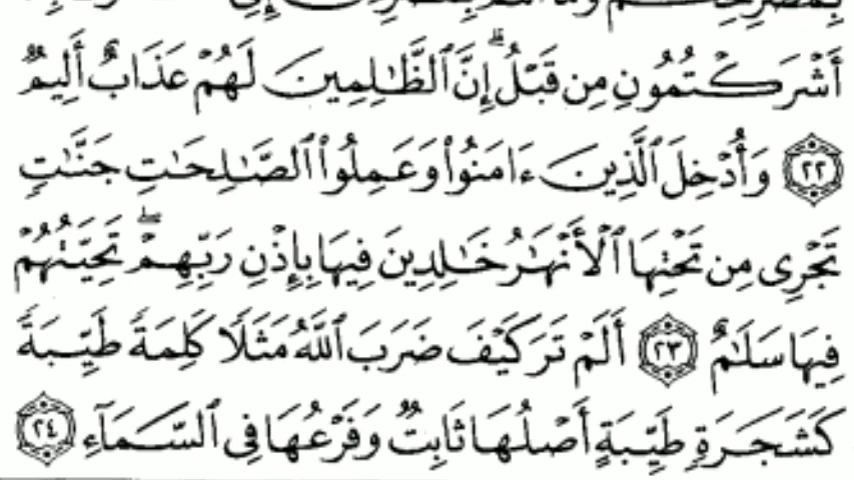 أَشْرَكْتُمُونِ مِن قَبْلُ ۗ إِنَّ ٱلظَّـٰلِمِينَ لَهُمْ عَذَابٌ أَلِيمٌ
﴿٢٢﴾ وَأُدْخِلَ ٱلَّذِينَ ءَامَنُوا۟ وَعَمِلُوا۟ ٱلصَّـٰلِحَـٰتِ جَنَّـٰتٍ
تَجْرِى مِن تَحْتِهَا ٱلْأَنْهَـٰرُ خَـٰلِدِينَ فِيهَا بِإِذْنِ رَبِّهِمْ ۖ تَحِيَّتُهُمْ
فِيهَا سَلَـٰمٌ ﴿٢٣﴾ أَلَمْ تَرَ كَيْفَ ضَرَبَ ٱللَّهُ مَثَلًا كَلِمَةً طَيِّبَةً
كَشَجَرَةٍ طَيِّبَةٍ أَصْلُهَا ثَابِتٌ وَفَرْعُهَا فِى ٱلسَّمَآءِ ﴿٢٤﴾